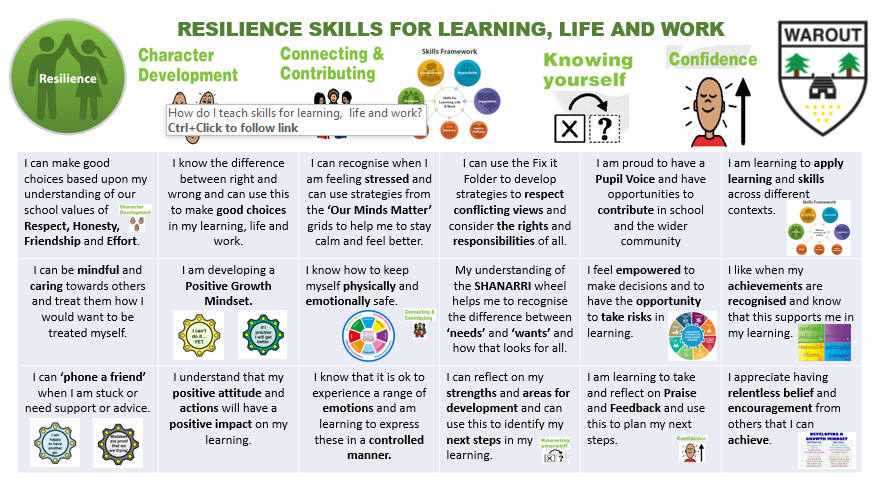 RESILIENCE SKILLS FOR LEARNING, LIFE AND WORK
Resilience
Character
Development
Connecting &
Contributing
Skills Framework
Skills for
Learning, Life
& Work
Knowing
yourself
?
Confidence
WAROUT
How do I teach skills for learning, life and work?
Ctrl+Click to follow link
I can make good
choices based upon my
understanding of our
school values of
Respect, Honesty,
Friendship and Effort.
Character
Development
I know the difference
between right and
wrong and can use this
to make good choices
in my learning, life and
work.
I can recognise when I
am feeling stressed and
can use strategies from
the ‘Our Minds Matter’
grids to help me to stay
calm and feel better.
I can use the Fix it
Folder to develop
strategies to respect
conflicting views and
consider the rights and
responsibilities of all.
I am proud to have a
Pupil Voice and have
opportunities to
contribute in school
and the wider
community
I am learning to apply
learning and skills
across different
contexts.
I can be mindful and
caring towards others
and treat them how I
would want to be
treated myself.
I am developing a
Positive Growth
Mindset.
I can't
do it...
YET.
If I
practise
I will get
better.
I know how to keep
myself physically and
emotionally safe.
Connecting &
Contributing
My understanding of
the SHANARRI wheel
helps me to recognise
the difference between
‘needs’ and ‘wants’ and
how that looks for all.
I feel empowered to
make decisions and to
have the opportunity
to take risks in
learning.
I like when my
achievements are
recognised and know
that this supports me in
my learning.
I can ‘phone a friend’
when I am stuck or
need support or advice.
I am
happy to
have
another
go.
Mistakes
are proof
that we
are trying.
I understand that my
positive attitude and
actions will have a
positive impact on my
learning.
I know that it is ok to
experience a range of
emotions and am
learning to express
these in a controlled
manner.
I can reflect on my
strengths and areas for
development and can
use this to identify my
next steps in my
learning.
Knowing
yourself
I am learning to take
and reflect on Praise
and Feedback and use
this to plan my next
steps.
Confidence
I appreciate having
relentless belief and
encouragement from
others that I can
achieve.
DEVELOPING A
GROWTH MINDSET